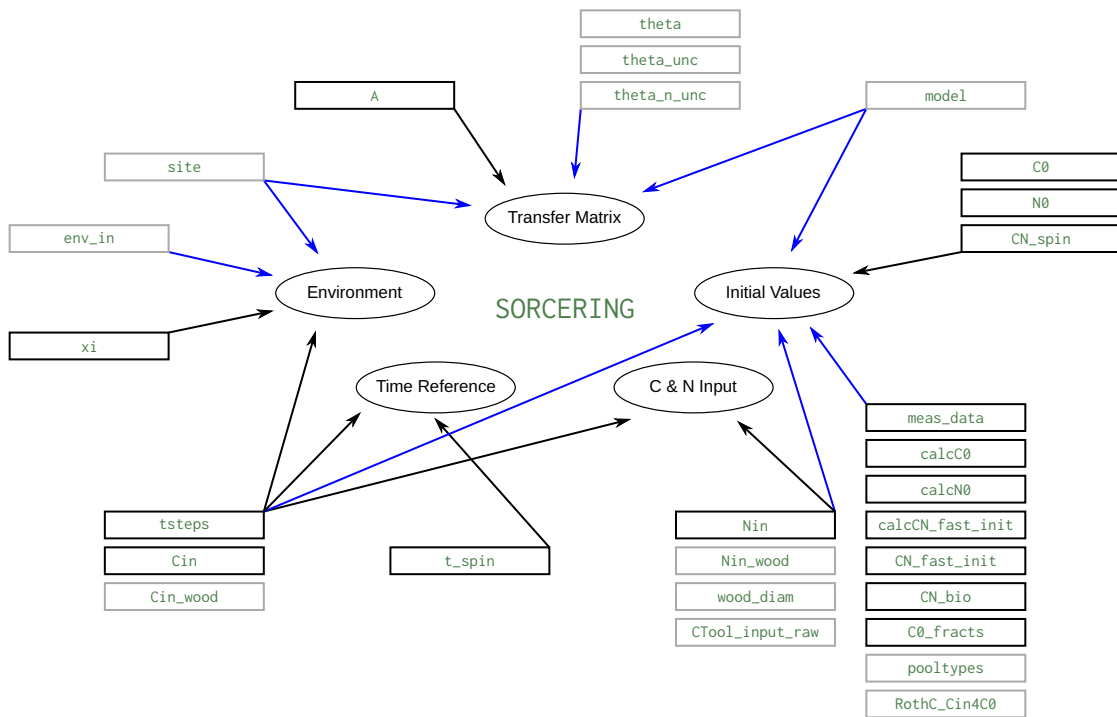 theta
theta_unc
theta_n_unc
A
model
site
C0
N0
CN_spin
Transfer Matrix
env_in
Environment
Initial Values
SORCERING
xi
Time Reference
C & N Input
meas_data
calcC0
calcN0
calcCN_fast_init
CN_fast_init
CN_bio
C0_fracts
pooltypes
RothC_Cin4C0
tsteps
Cin
Cin_wood
t_spin
Nin
Nin_wood
wood_diam
CTool_input_raw